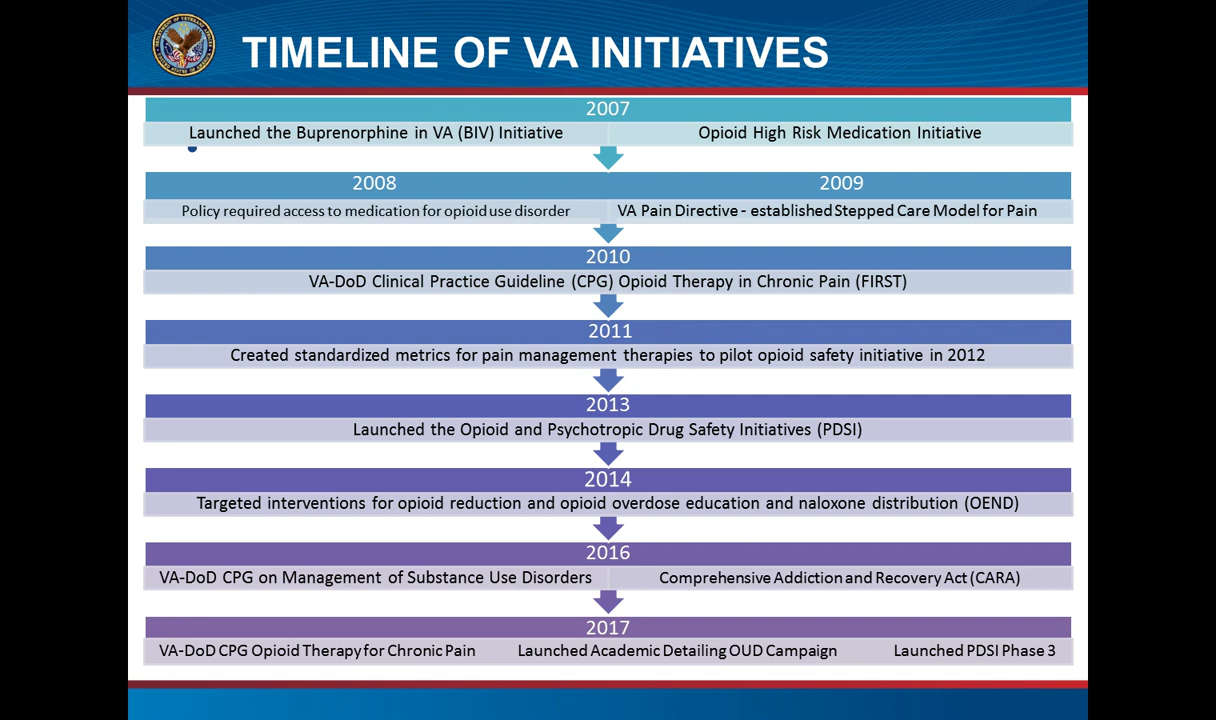 TIMELINE OF VA INITIATIVES
2007
Launched the Buprenorphine in VA (BIV) Initiative
Opioid High Risk Medication Initiative
2008
2009
Policy required access to medication for opioid use disorder
VA Pain Directive - established Stepped Care Model for Pain
2010
VA-DoD Clinical Practice Guideline (CPG) Opioid Therapy in Chronic Pain (FIRST)
2011
Created standardized metrics for pain management therapies to pilot opioid safety initiative in 2012
2013
Launched the Opioid and Psychotropic Drug Safety Initiatives (PDSI)
2014
Targeted interventions for opioid reduction and opioid overdose education and naloxone distribution (OEND)
2016
VA-DoD CPG on Management of Substance Use Disorders
Comprehensive Addiction and Recovery Act (CARA)
2017
VA-DoD CPG Opioid Therapy for Chronic Pain
Launched Academic Detailing OUD Campaign
Launched PDSI Phase 3